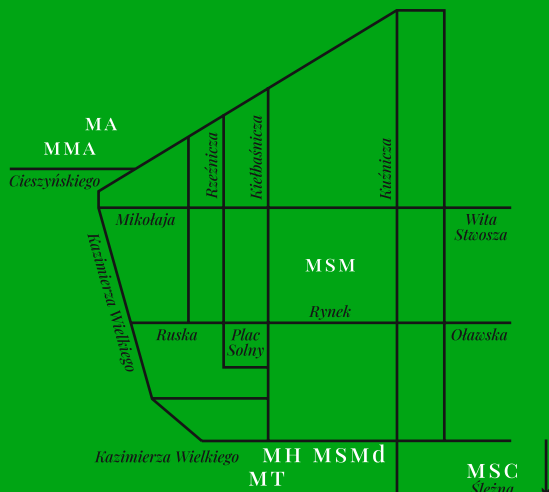 MA
MMA
Cieszyńskiego
Rzeźnicza
Kiełbaśnicza
Kuźnicza
Mikołaja
Wita
Stwosza
Kazimierza Wielkiego
MSM
Rynek
Ruska
Plac
Solny
Oławska
Kazimierza Wielkiego
MH MSMd
MT
MSC
Ślężna